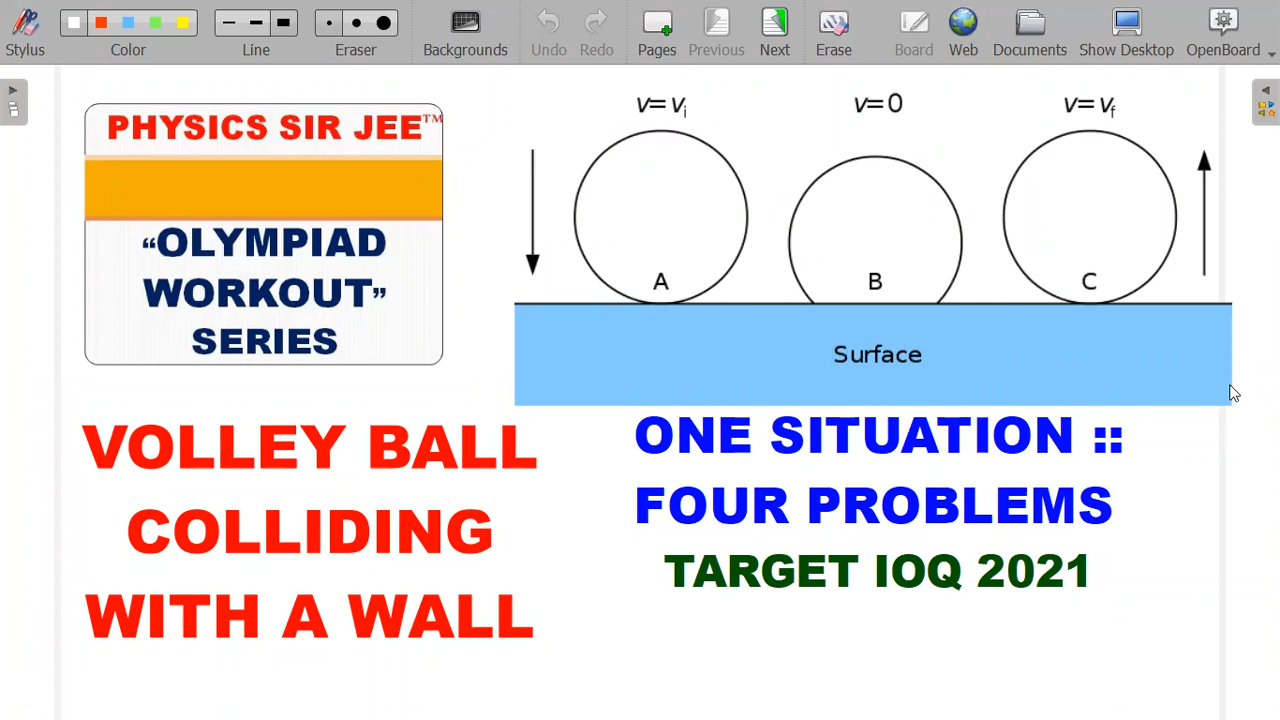 Stylus
Color
Line
Eraser
Backgrounds
Undo
Redo
Pages
Previous
Next
Erase
Board
Web
Documents
Show Desktop
OpenBoard
PHYSICS SIR JEE™
“OLYMPIAD
WORKOUT”
SERIES
v=vi
v=0
v=vf
A
B
C
Surface
VOLLEY BALL
COLLIDING
WITH A WALL
ONE SITUATION ::
FOUR PROBLEMS
TARGET IOQ 2021